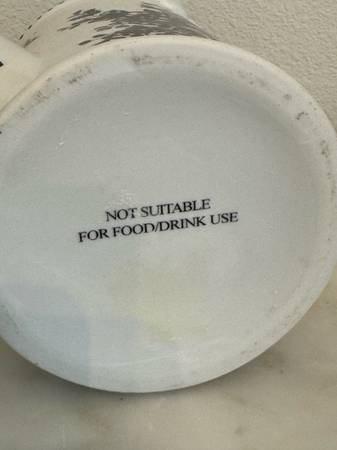 NOT SUITABLE
FOR FOOD/DRINK USE